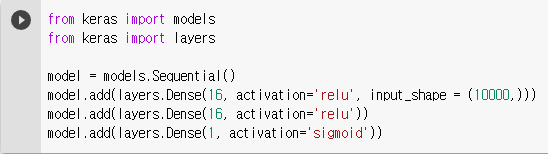 from keras import models
from keras import layers
model = models.Sequential()
model.add(layers.Dense(16, activation='relu', input_shape = (10000,)))
model.add(layers.Dense(16, activation='relu'))
model.add(layers.Dense(1, activation='sigmoid'))